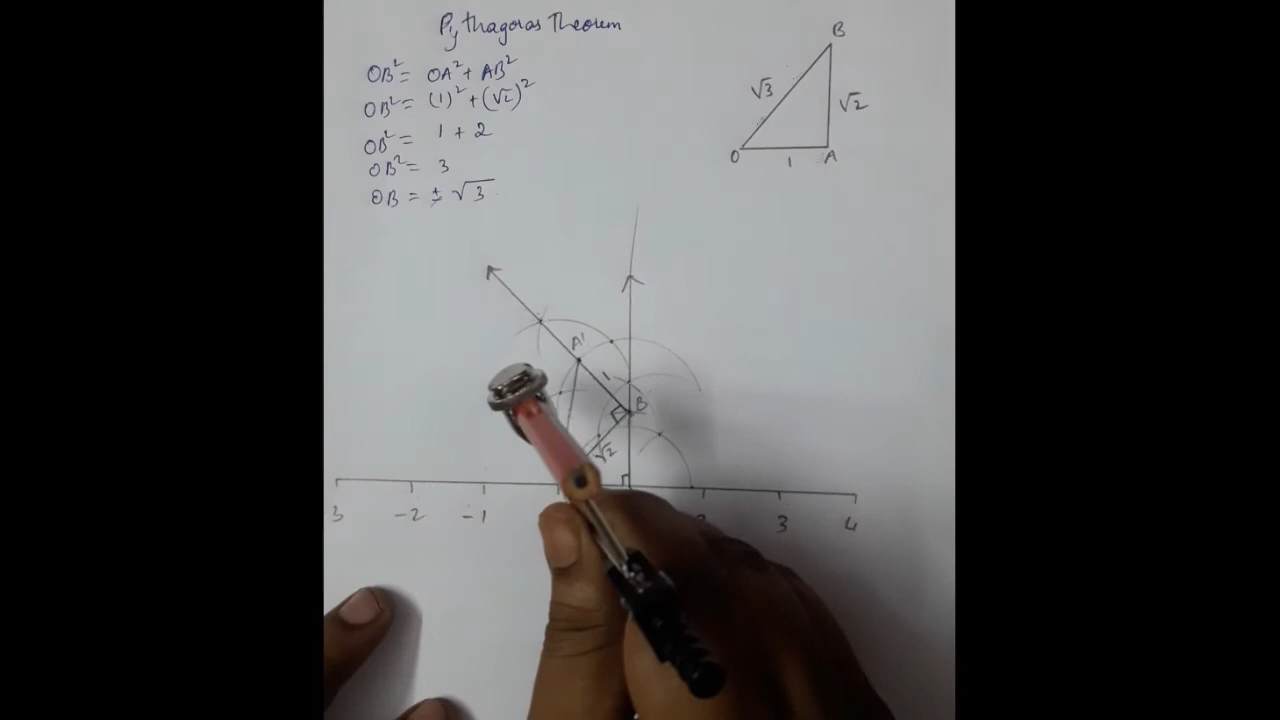 Pythagoras Theorem
OB² = OA² + AB²
OB² = (1)² + (√2)²
OB² = 1 + 2
OB² = 3
OB = ± √3
B
√3
√2
O
1
A
A'
1
B
√2
3 -2 -1 2 3 4